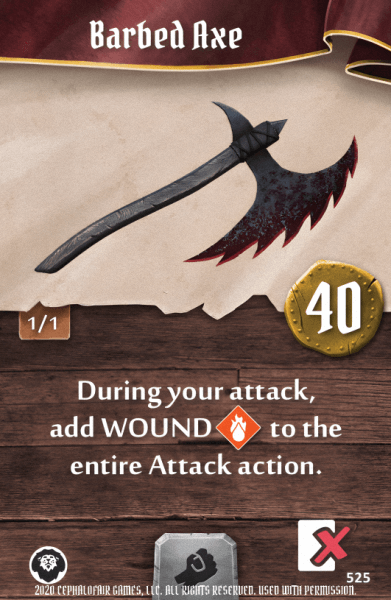 Barbed Axe
1/1
40
During your attack,
add WOUND to the
entire Attack action.
525
2020 CEPHALOFAIR GAMES, LLC. ALL RIGHTS RESERVED. USED WITH PERMISSION.